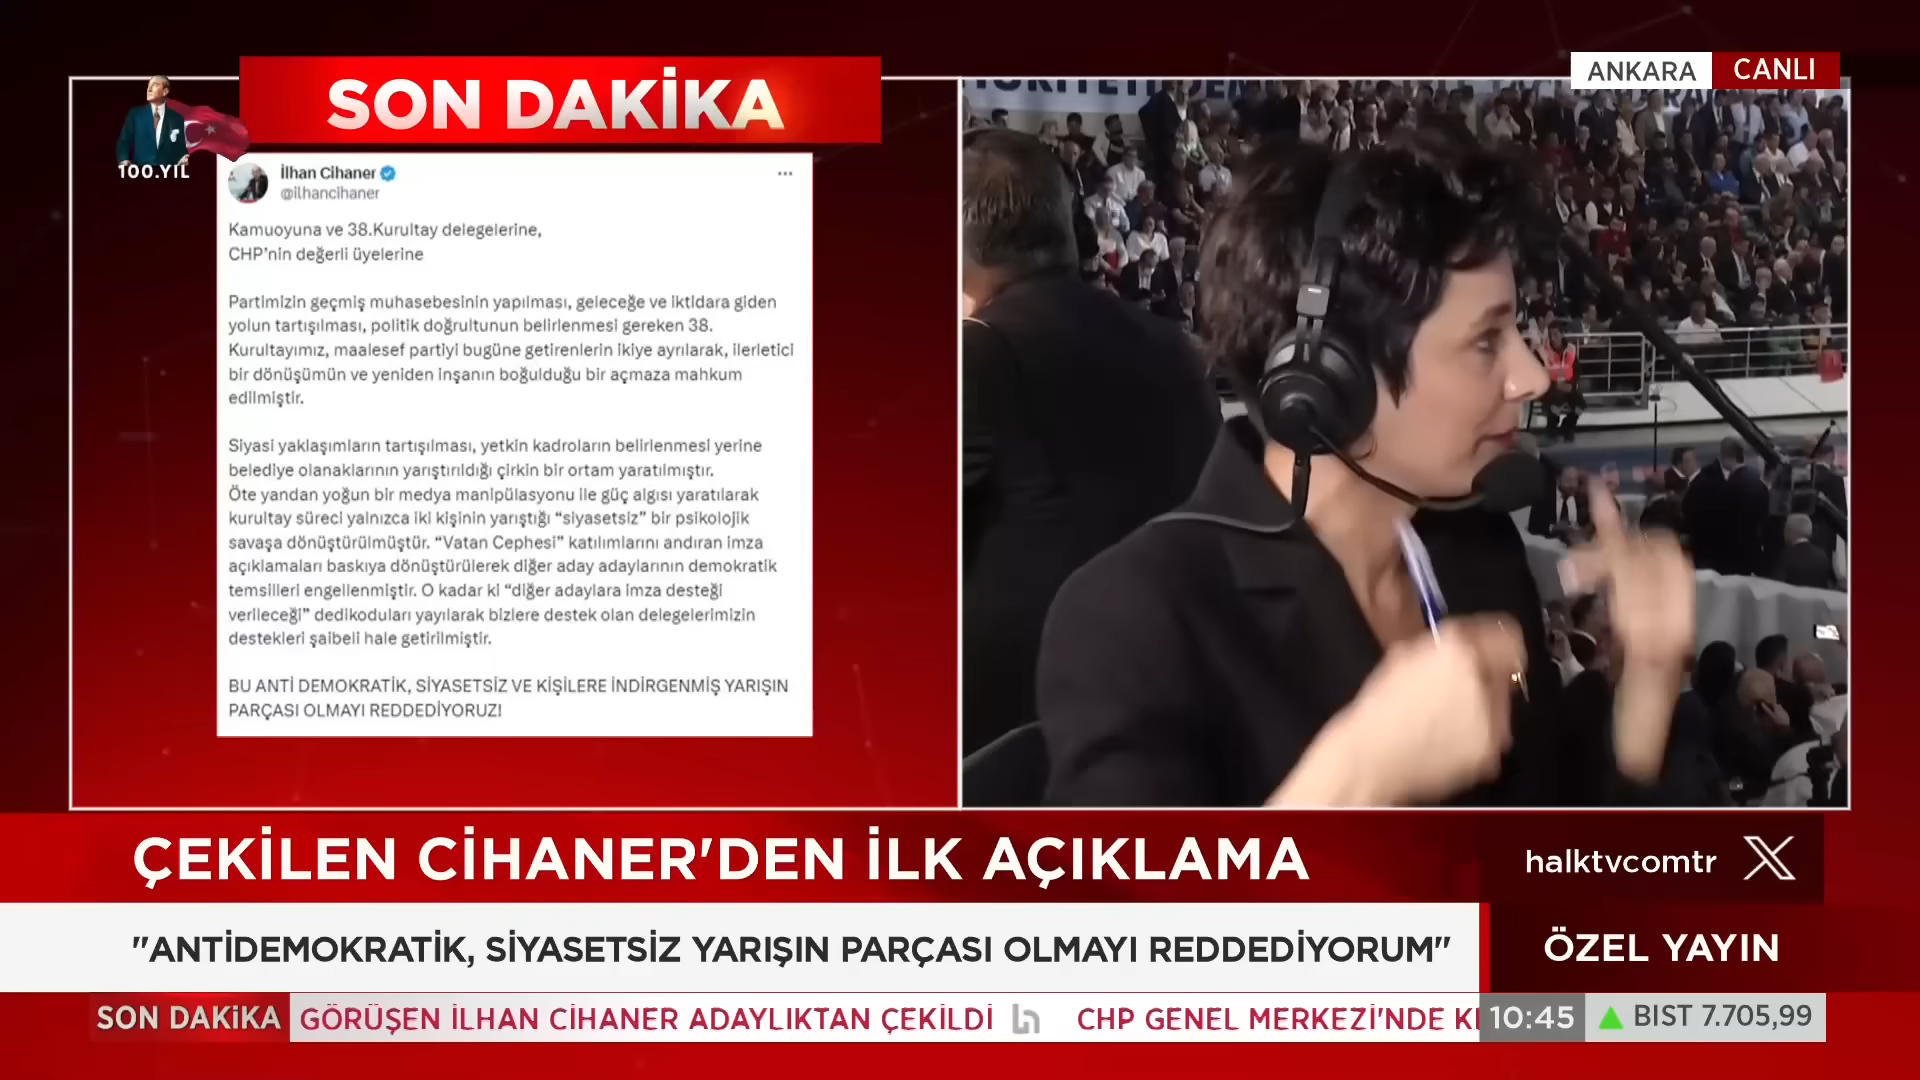 SON DAKİKA
ANKARA
CANLI
100.YIL
İlhan Cihaner
@ilhancihaner
Kamuoyuna ve 38.Kurultay delegelerine,
CHP'nin değerli üyelerine
Partimizin geçmiş muhasebesinin yapılması, geleceğe ve iktidara giden
yolun tartışılması, politik doğrultunun belirlenmesi gereken 38.
Kurultayımız, maalesef partiyi bugüne getirenlerin ikiye ayrılarak, ilerletici
bir dönüşümün ve yeniden inşanın boğulduğu bir açmaza mahkum
edilmiştir.
Siyasi yaklaşımların tartışılması, yetkin kadroların belirlenmesi yerine
belediye olanaklarının yarıştırıldığı çirkin bir ortam yaratılmıştır.
Öte yandan yoğun bir medya manipülasyonu ile güç algısı yaratılarak
kurultay süreci yalnızca iki kişinin yarıştığı “siyasetsiz” bir psikolojik
savaşa dönüştürülmüştür. “Vatan Cephesi” katılımlarını andıran imza
açıklamaları baskıya dönüştürülerek diğer aday adaylarının demokratik
temsilleri engellenmiştir. O kadar ki “diğer adaylara imza desteği
verileceği” dedikoduları yayılarak bizlere destek olan delegelerimizin
destekleri şaibeli hale getirilmiştir.
BU ANTİ DEMOKRATİK, SİYASETSİZ VE KİŞİLERE İNDİRGENMİŞ YARIŞIN
PARÇASI OLMAYI REDDEDİYORUZ!
ÇEKİLEN CİHANER'DEN İLK AÇIKLAMA
halktvcomtr
"ANTİDEMOKRATİK, SİYASETSİZ YARIŞIN PARÇASI OLMAYI REDDEDİYORUM"
ÖZEL YAYIN
SON DAKİKA
GÖRÜŞEN İLHAN CİHANER ADAYLIKTAN ÇEKİLDİ
CHP GENEL MERKEZİ'NDE
10:45
BIST 7.705,99